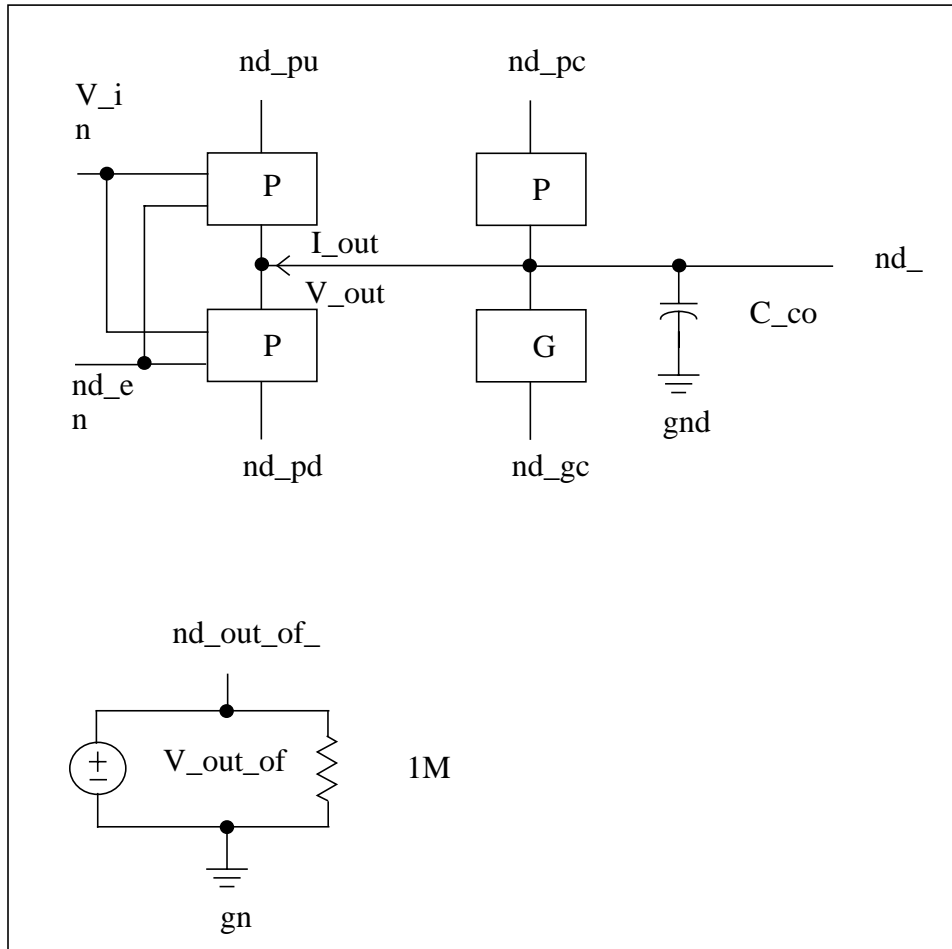 nd_pu
nd_pc
V_i
n
P
P
I_out
nd_
V_out
C_co
P
G
nd_e
n
gnd
nd_pd
nd_gc
nd_out_of_
V_out_of
1M
gn